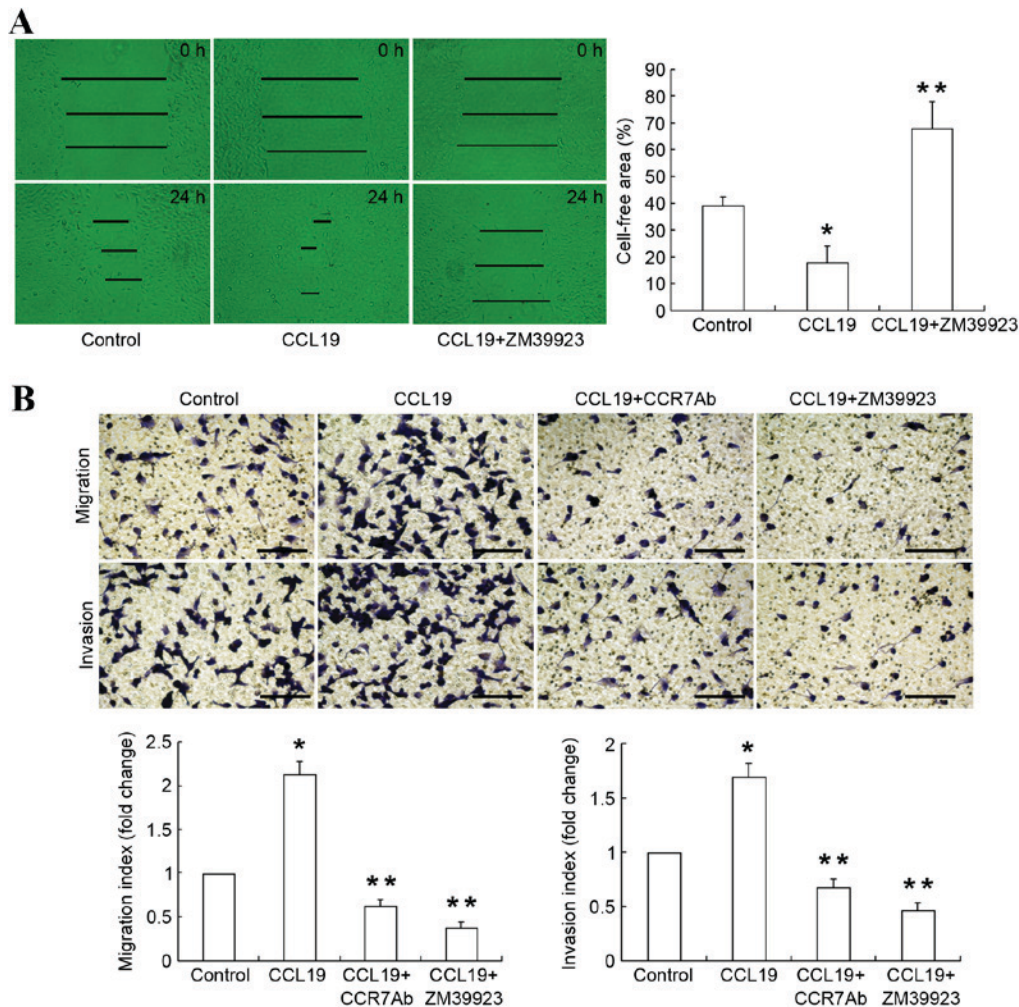 A
0 h
0 h
0 h
24 h
24 h
24 h
Control
CCL19
CCL19+ZM39923
Cell-free area (%)
90
80
70
60
50
40
30
20
10
0
*
**
Control
CCL19
CCL19+ZM39923
B
Control
CCL19
CCL19+CCR7Ab
CCL19+ZM39923
Migration
Invasion
Migration index (fold change)
2.5
2
1.5
1
0.5
0
*
**
**
Control
CCL19
CCL19+
CCR7Ab
CCL19+
ZM39923
Invasion index (fold change)
2
1.5
1
0.5
0
*
**
**
Control
CCL19
CCL19+
CCR7Ab
CCL19+
ZM39923